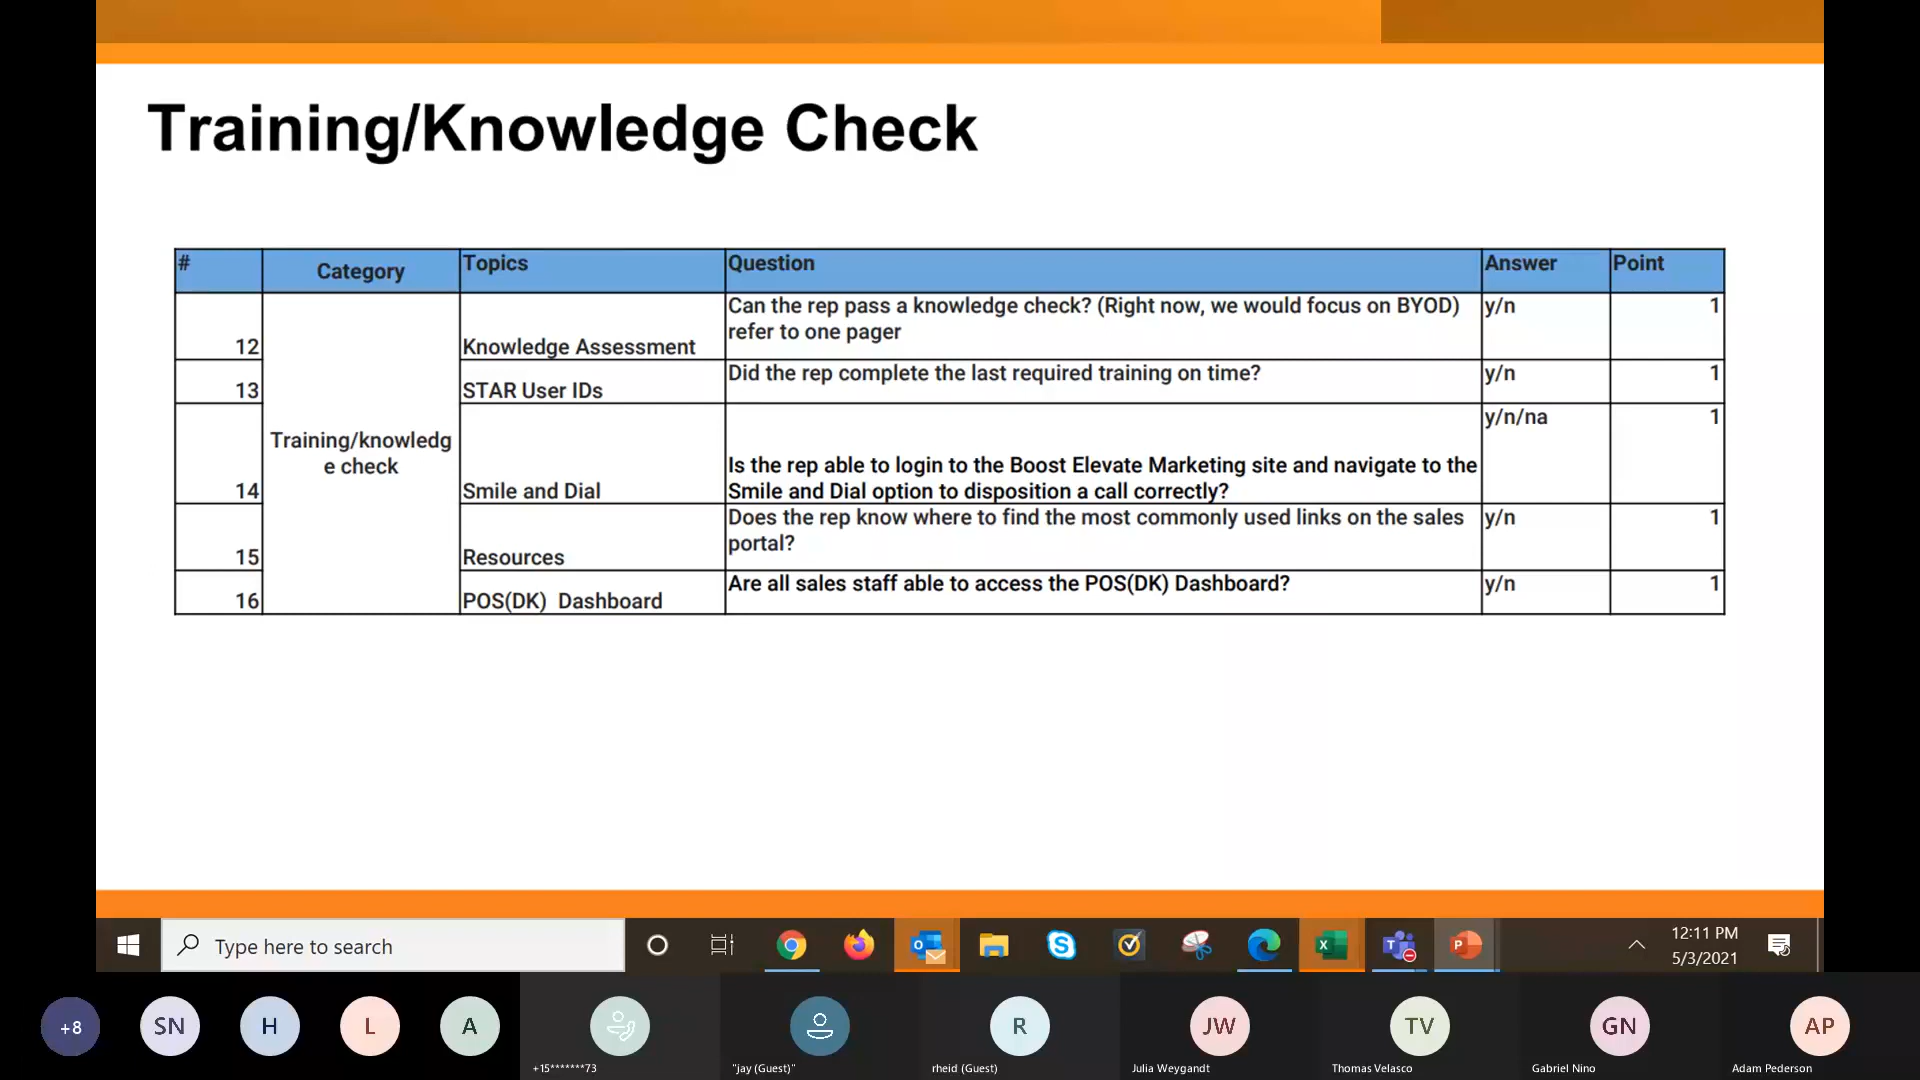 Training/Knowledge Check
# Category Topics Question Answer Point
Can the rep pass a knowledge check? (Right now, we would focus on BYOD) y/n 1
refer to one pager
12 Knowledge Assessment
Did the rep complete the last required training on time? y/n 1
13 STAR User IDs
y/n/na 1
Training/knowledg
e check
Is the rep able to login to the Boost Elevate Marketing site and navigate to the
14 Smile and Dial Smile and Dial option to disposition a call correctly?
Does the rep know where to find the most commonly used links on the sales y/n 1
portal?
15 Resources
Are all sales staff able to access the POS(DK) Dashboard? y/n 1
16 POS(DK) Dashboard
Type here to search
12:11 PM
5/3/2021
+8 SN H L A R JW TV GN AP
+15*******73 "jay (Guest)" rheid (Guest) Julia Weygandt Thomas Velasco Gabriel Nino Adam Pederson